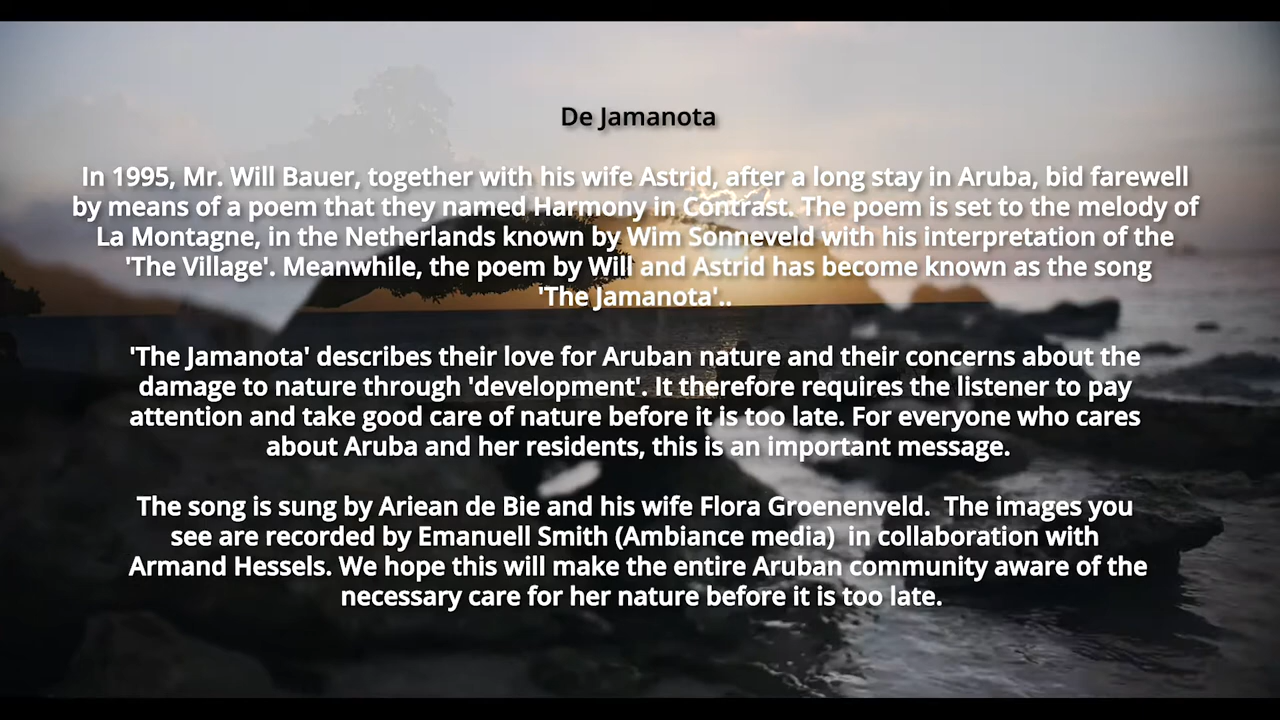 De Jamanota
In 1995, Mr. Will Bauer, together with his wife Astrid, after a long stay in Aruba, bid farewell
by means of a poem that they named Harmony in Contrast. The poem is set to the melody of
La Montagne, in the Netherlands known by Wim Sonneveld with his interpretation of the
'The Village'. Meanwhile, the poem by Will and Astrid has become known as the song
'The Jamanota'..
'The Jamanota' describes their love for Aruban nature and their concerns about the
damage to nature through 'development'. It therefore requires the listener to pay
attention and take good care of nature before it is too late. For everyone who cares
about Aruba and her residents, this is an important message.
The song is sung by Ariean de Bie and his wife Flora Groenenveld.  The images you
see are recorded by Emanuell Smith (Ambiance media)  in collaboration with
Armand Hessels. We hope this will make the entire Aruban community aware of the
necessary care for her nature before it is too late.